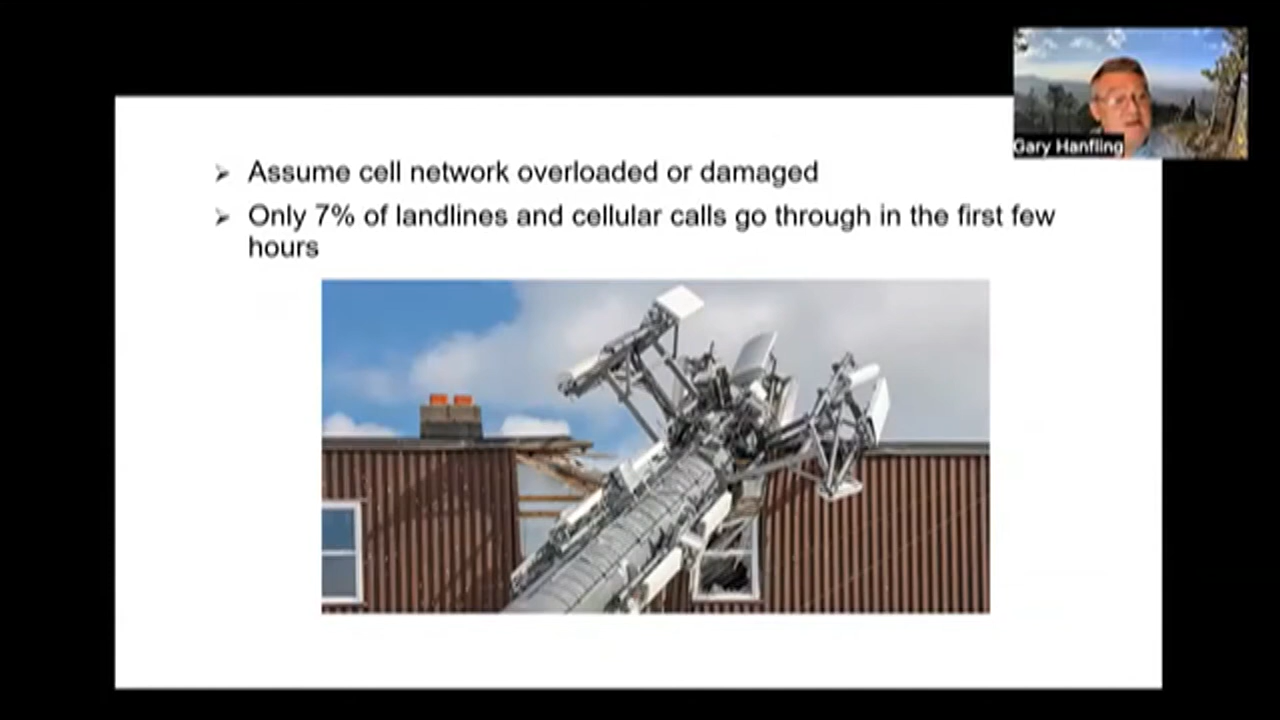 Gary Hanfling
➢ Assume cell network overloaded or damaged
➢ Only 7% of landlines and cellular calls go through in the first few
hours